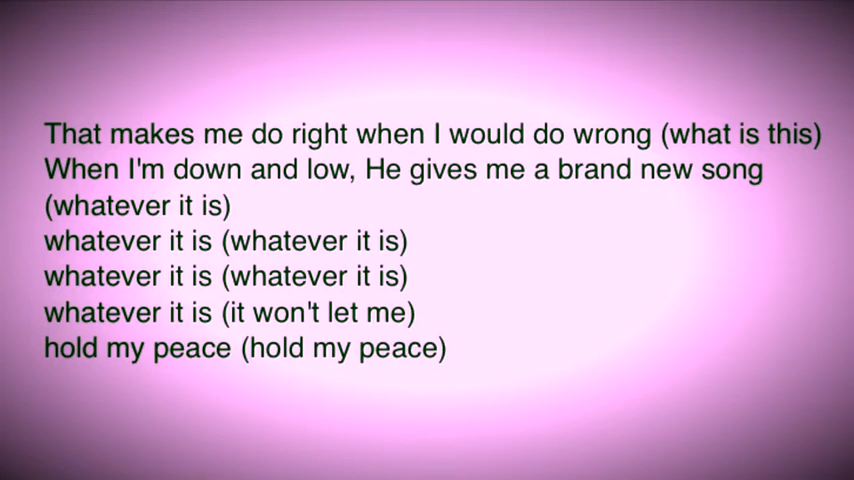 That makes me do right when I would do wrong (what is this)
When I'm down and low, He gives me a brand new song
(whatever it is)
whatever it is (whatever it is)
whatever it is (whatever it is)
whatever it is (it won't let me)
hold my peace (hold my peace)